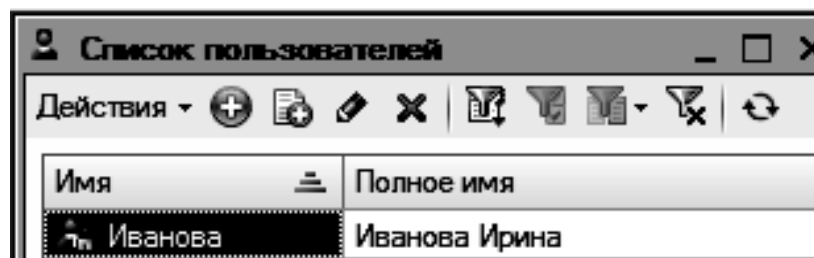 Список пользователей
Действия
Имя Полное имя
Иванова Иванова Ирина